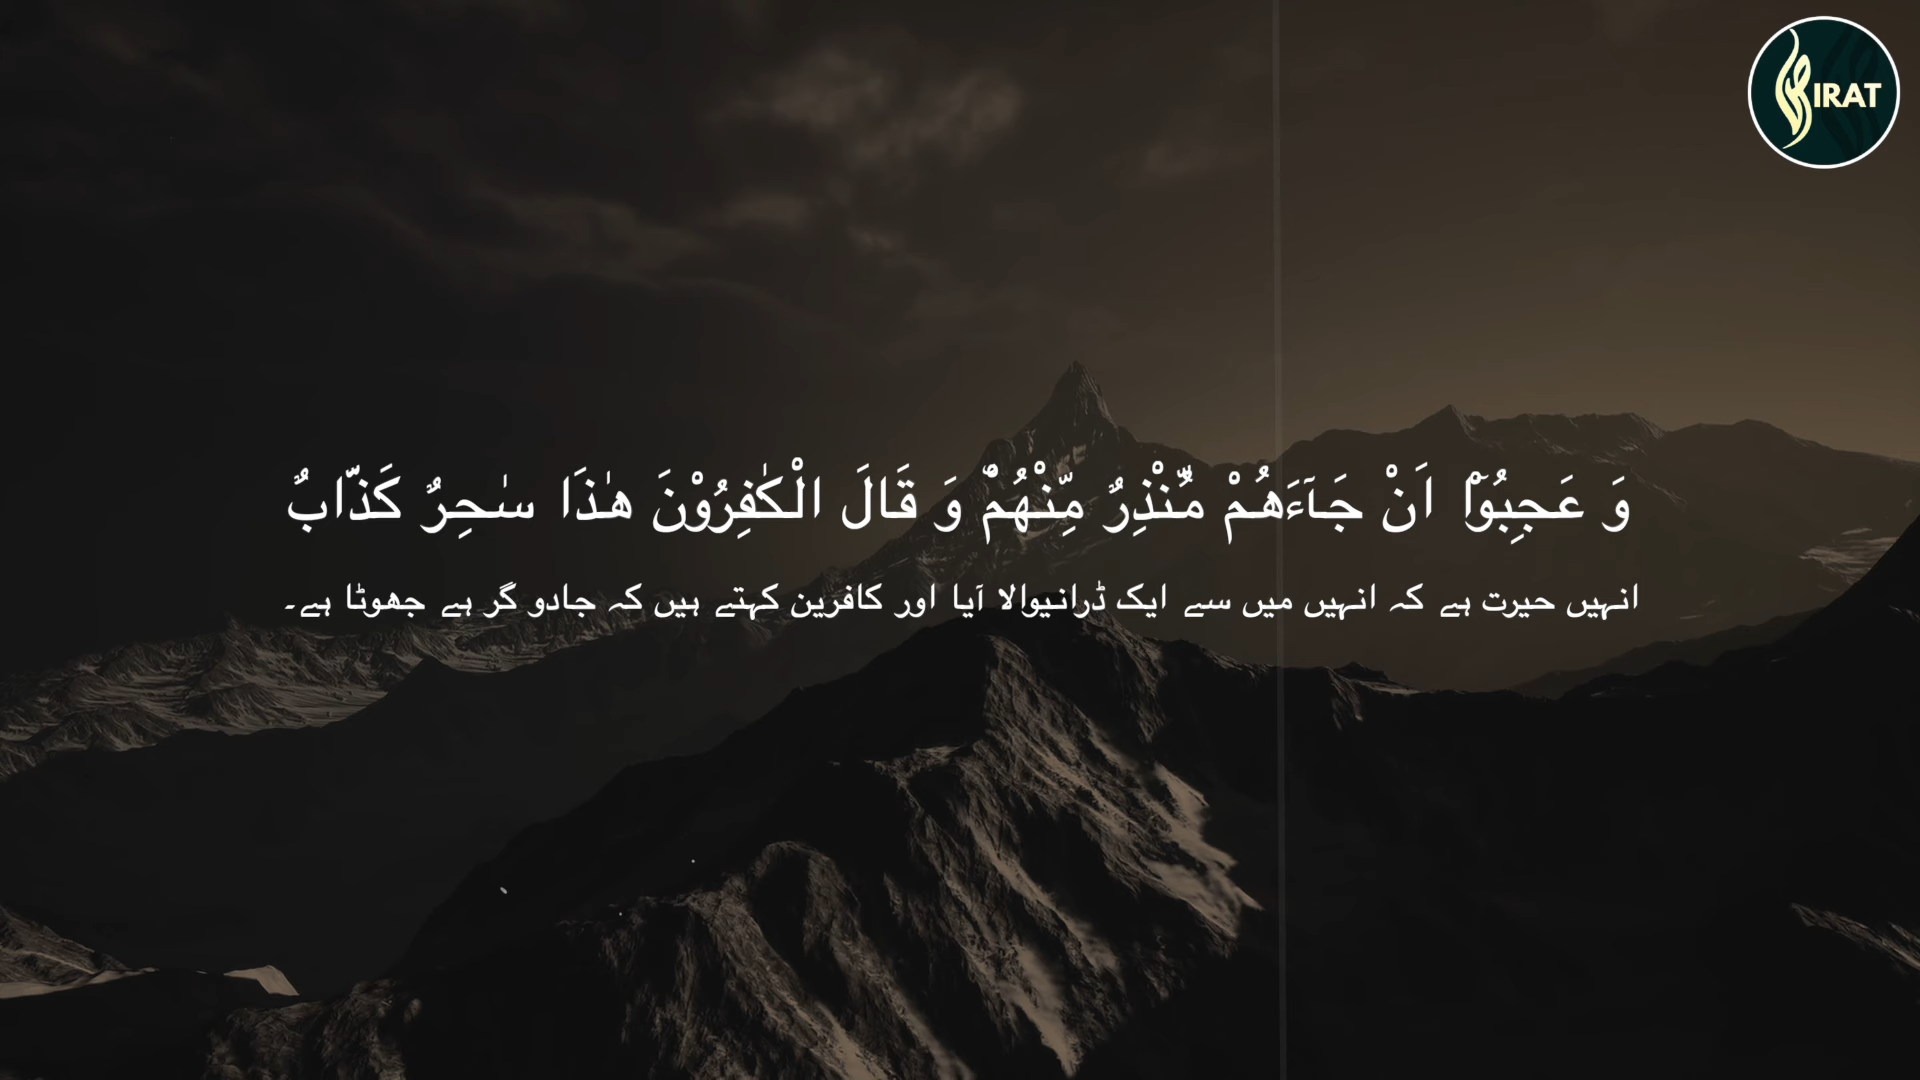 IRAT
وَ عَجِبُوْۤا اَنْ جَآءَهُمْ مُّنْذِرٌ مِّنْهُمْ٘ وَ قَالَ الْكٰفِرُوْنَ هٰذَا سٰحِرٌ كَذَّابٌ
انہیں حیرت ہے کہ انہیں میں سے ایک ڈرانیوالا آیا اور کافرین کہتے ہیں کہ جادو گر ہے جھوٹا ہے۔